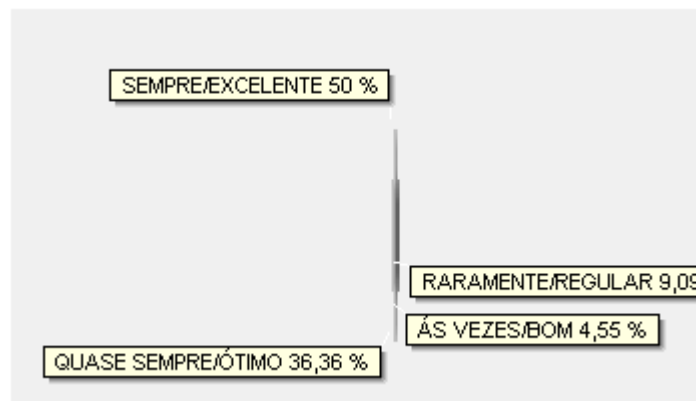 SEMPRE/EXCELENTE 50 %
RARAMENTE/REGULAR 9,09
ÁS VEZES/BOM 4,55 %
QUASE SEMPRE/ÓTIMO 36,36 %